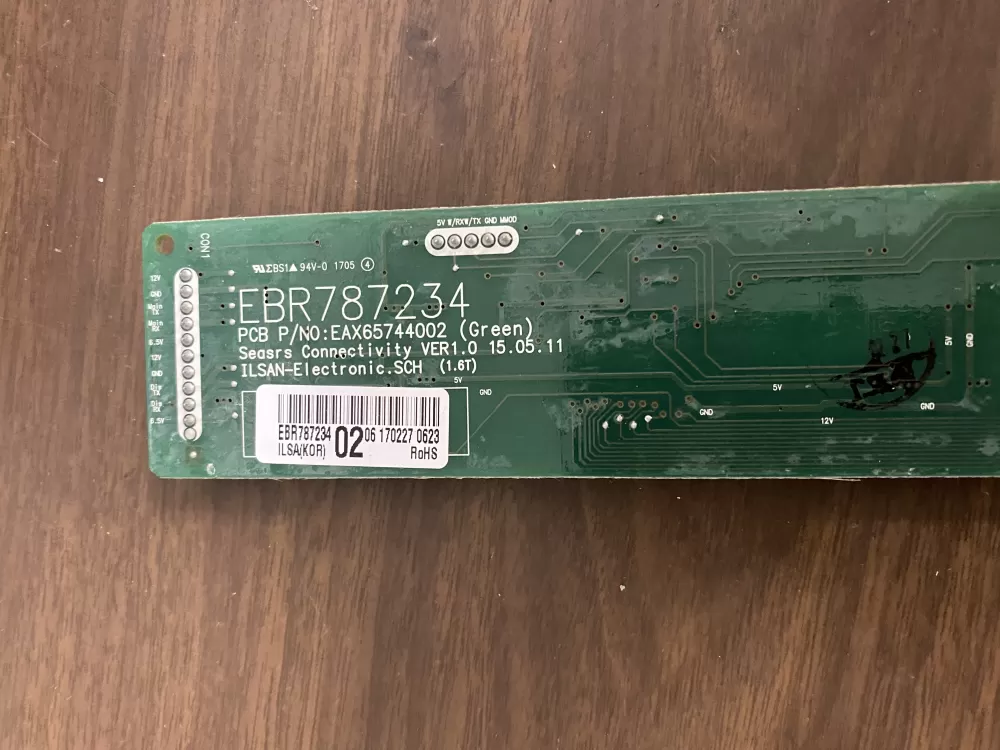 5V W/RXW/TX GND MMOD
CON1
EBS1 94V-0 1705 4
12V
GND
Main TX
Main RX
6.5V
12V
GND
Dis TX
Dis RX
6.5V
EBR787234
PCB P/NO:EAX65744002 (Green)
Seasrs Connectivity VER1.0 15.05.11
ILSAN-Electronic.SCH (1.6T)
5V
GND
5V
GND
5V
GND
GND
12V
EBR787234 02 06 170227 0623
ILSA(KOR) RoHS